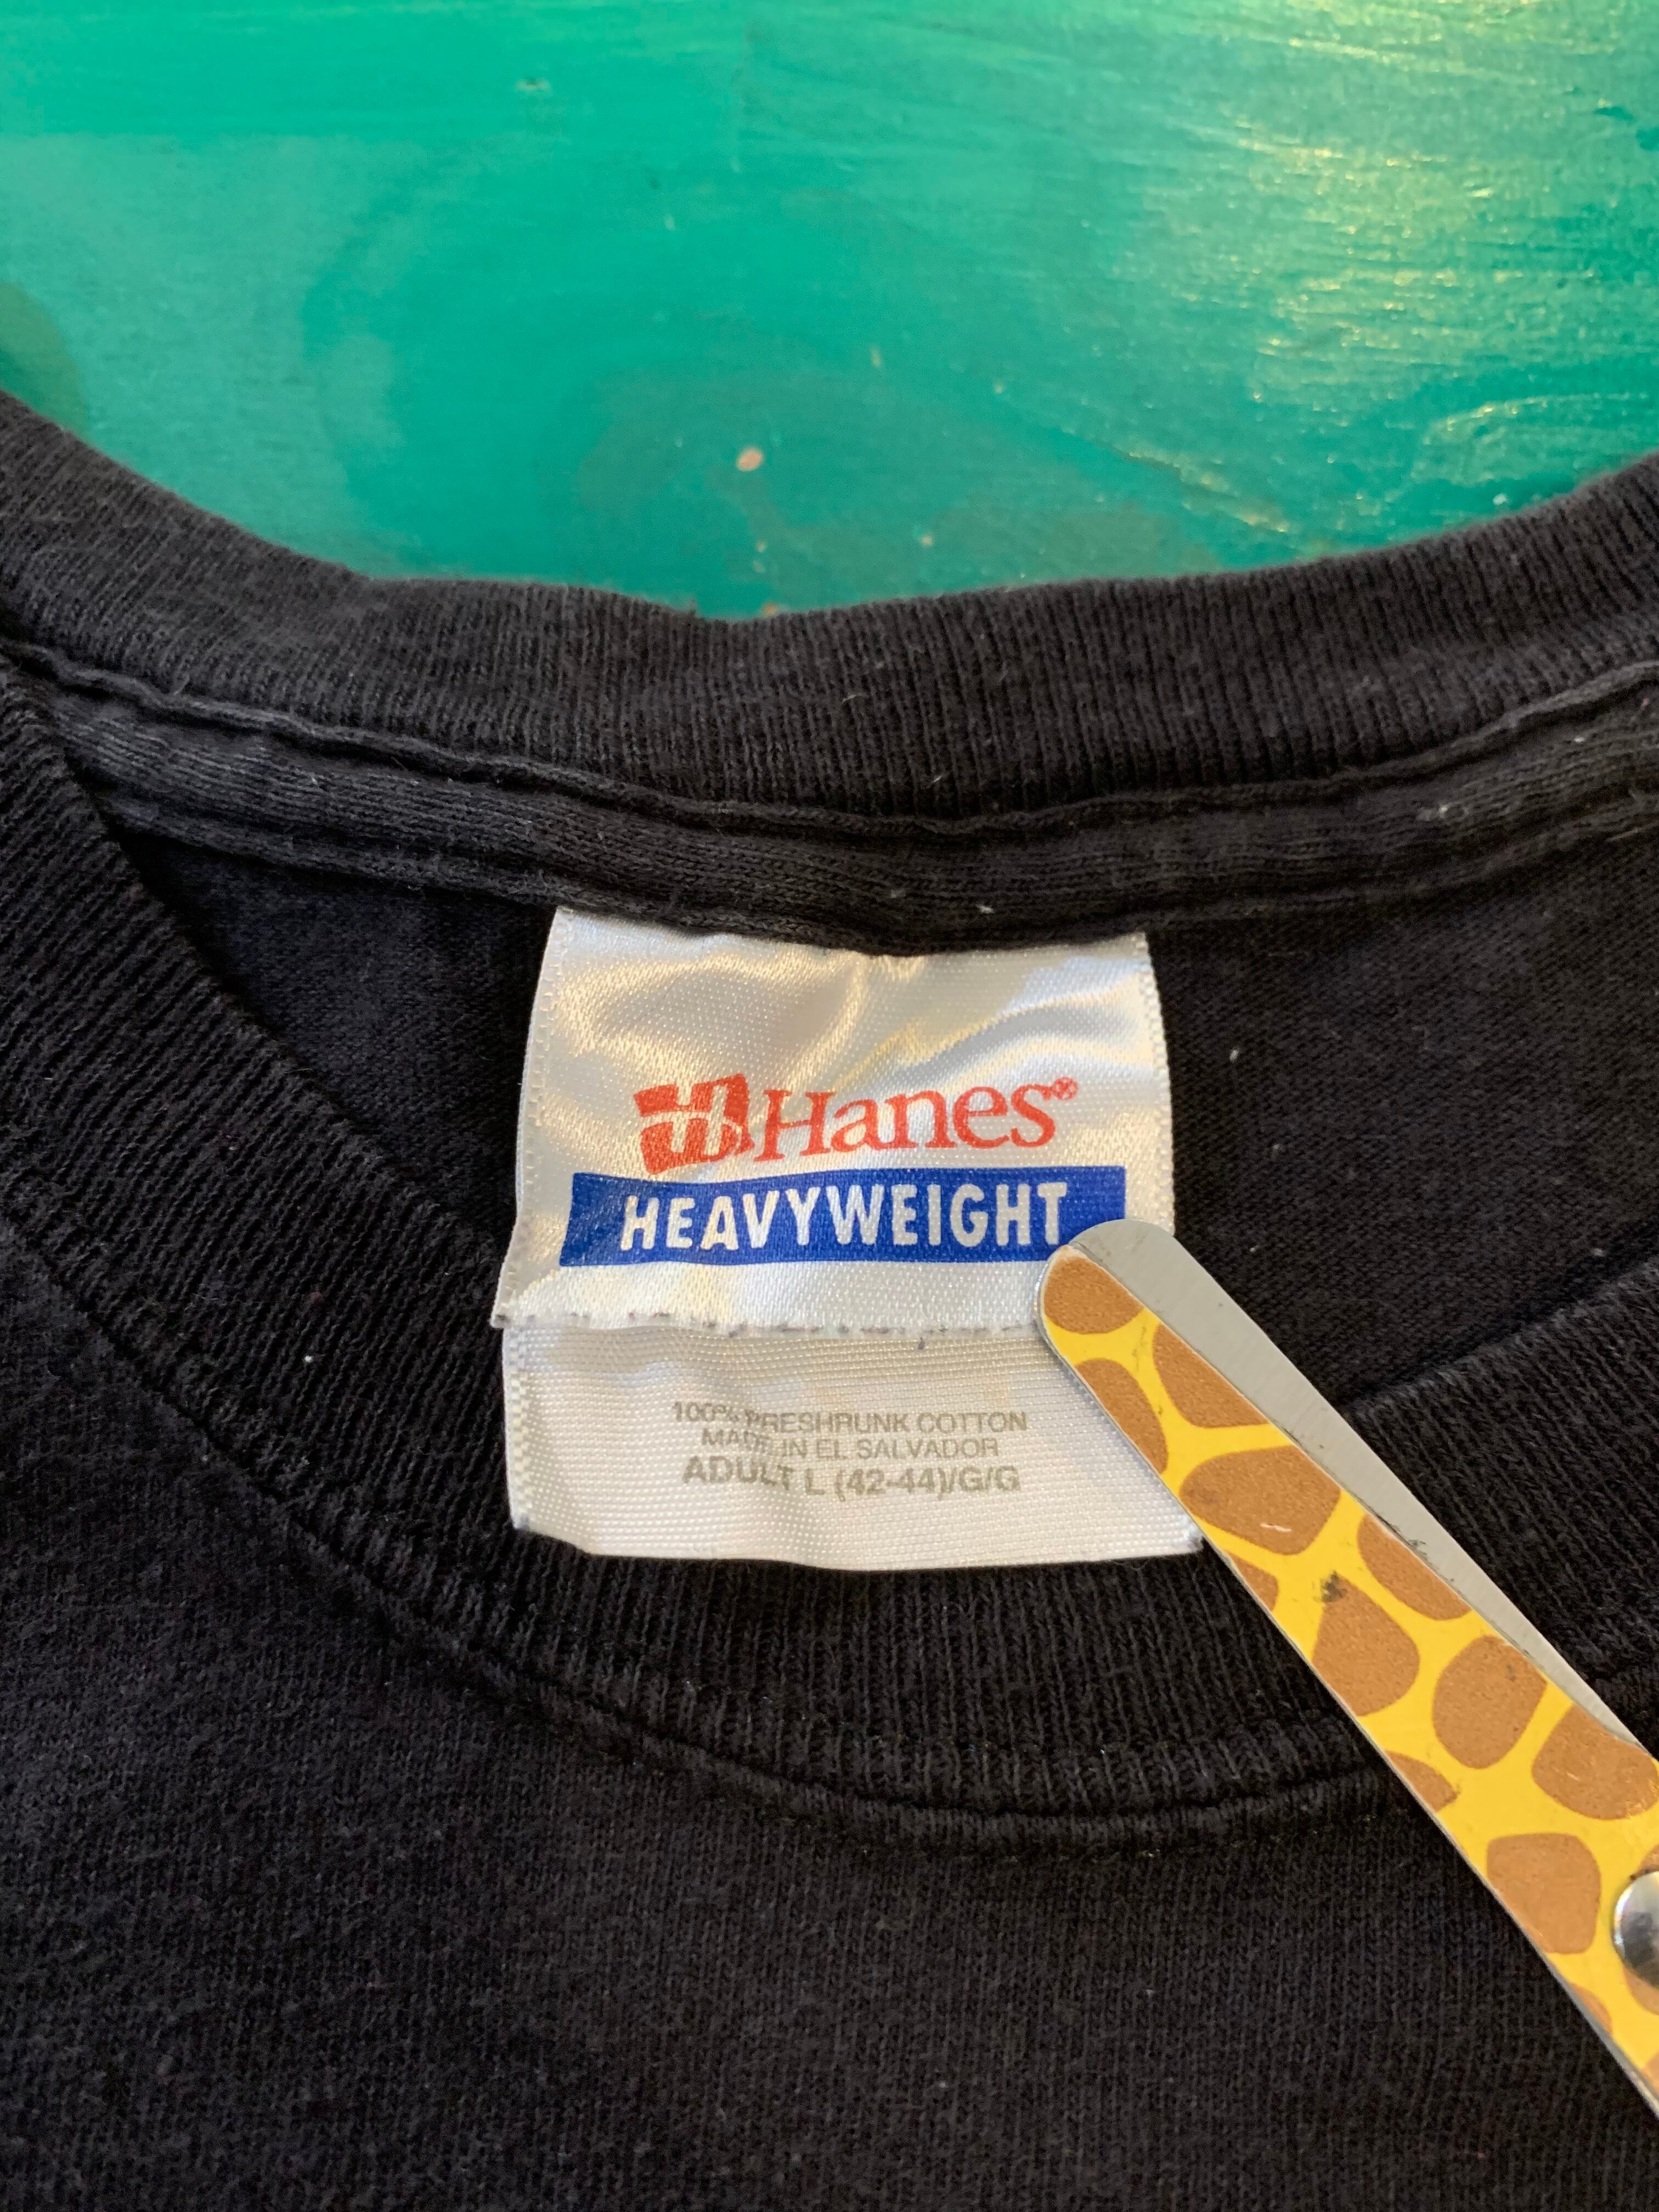 Hanes®
HEAVYWEIGHT
100% PRESHRUNK COTTON
MADE IN EL SALVADOR
ADULT L (42-44)/G/G